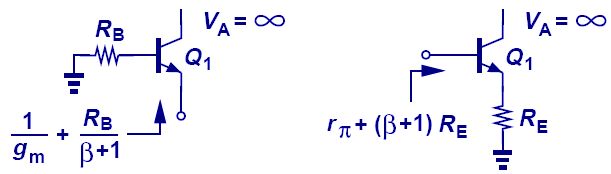 R_B
V_A = ∞
Q_1
1/g_m + R_B/(β+1)
V_A = ∞
Q_1
r_π + (β+1) R_E
R_E